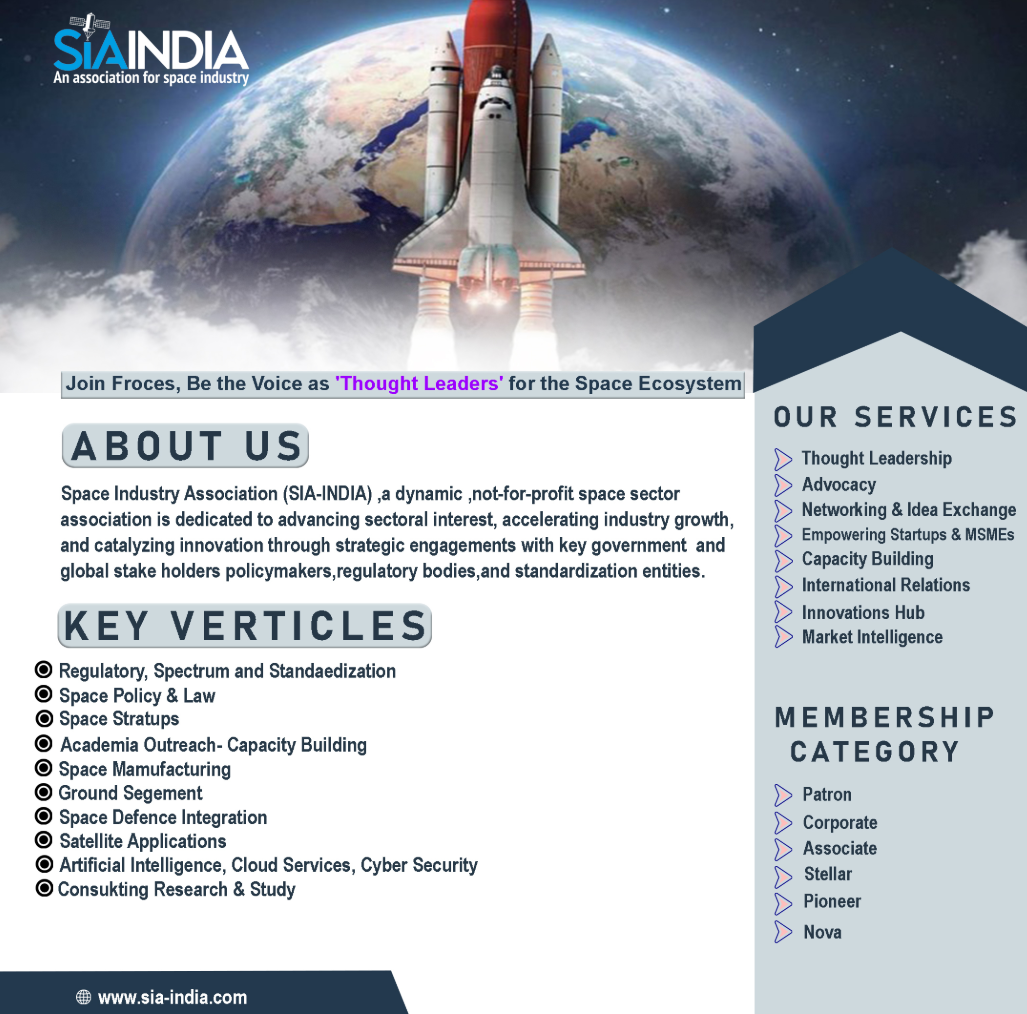 SiAINDIA
An association for space industry
Join Froces, Be the Voice as 'Thought Leaders' for the Space Ecosystem
ABOUT US
Space Industry Association (SIA-INDIA) ,a dynamic ,not-for-profit space sector
association is dedicated to advancing sectoral interest, accelerating industry growth,
and catalyzing innovation through strategic engagements with key government and
global stake holders policymakers,regulatory bodies,and standardization entities.
KEY VERTICLES
Regulatory, Spectrum and Standaedization
Space Policy & Law
Space Stratups
Academia Outreach- Capacity Building
Space Mamufacturing
Ground Segement
Space Defence Integration
Satellite Applications
Artificial Intelligence, Cloud Services, Cyber Security
Consukting Research & Study
www.sia-india.com
OUR SERVICES
Thought Leadership
Advocacy
Networking & Idea Exchange
Empowering Startups & MSMEs
Capacity Building
International Relations
Innovations Hub
Market Intelligence
MEMBERSHIP
CATEGORY
Patron
Corporate
Associate
Stellar
Pioneer
Nova